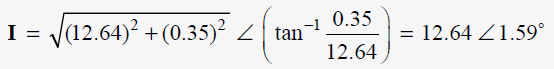 I = √(12.64)² + (0.35)² ∠ ( tan⁻¹ 0.35/12.64 ) = 12.64 ∠1.59°